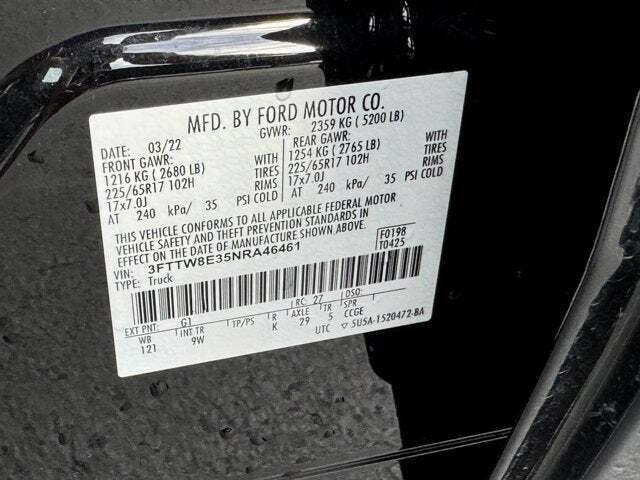 MFD. BY FORD MOTOR CO.
DATE: 03/22 GVWR: 2359 KG ( 5200 LB)
FRONT GAWR: REAR GAWR:
1216 KG ( 2680 LB) WITH 1254 KG ( 2765 LB) WITH
225/65R17 102H TIRES 225/65R17 102H TIRES
17x7.0J RIMS 17x7.0J RIMS
AT 240 kPa/ 35 PSI COLD AT 240 kPa/ 35 PSI COLD
THIS VEHICLE CONFORMS TO ALL APPLICABLE FEDERAL MOTOR
VEHICLE SAFETY AND THEFT PREVENTION STANDARDS IN
EFFECT ON THE DATE OF MANUFACTURE SHOWN ABOVE.
VIN: 3FTTW8E35NRA46461 F0198
TYPE: Truck T0425
EXT PNT: G1 RC: 27 DSO:
WB INT TR TP/PS R AXLE TR SPR
121 9W K 29 5 CCGE
UTC ▽5U5A-1520472-BA